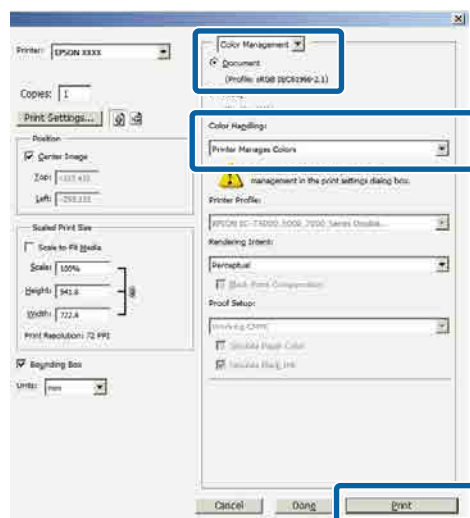 Printer: EPSON XXXX
Copies: 1
Print Settings...
Position
Center Image
Top:
Left:
Scaled Print Size
Scale to Fit Media
Scale: 100%
Height: 541.8
Width: 722.4
Print Resolution: 72 PPI
Bounding Box
Units: mm
Color Management
Document
(Profile: sRGB IEC61966-2.1)
Color Handling:
Printer Manages Colors
management in the print settings dialog box.
Printer Profile:
Rendering Intent:
Perceptual
Black Point Compensation
Proof Setup:
Working CMYK
Simulate Paper Color
Simulate Black Ink
Cancel
Done
Print